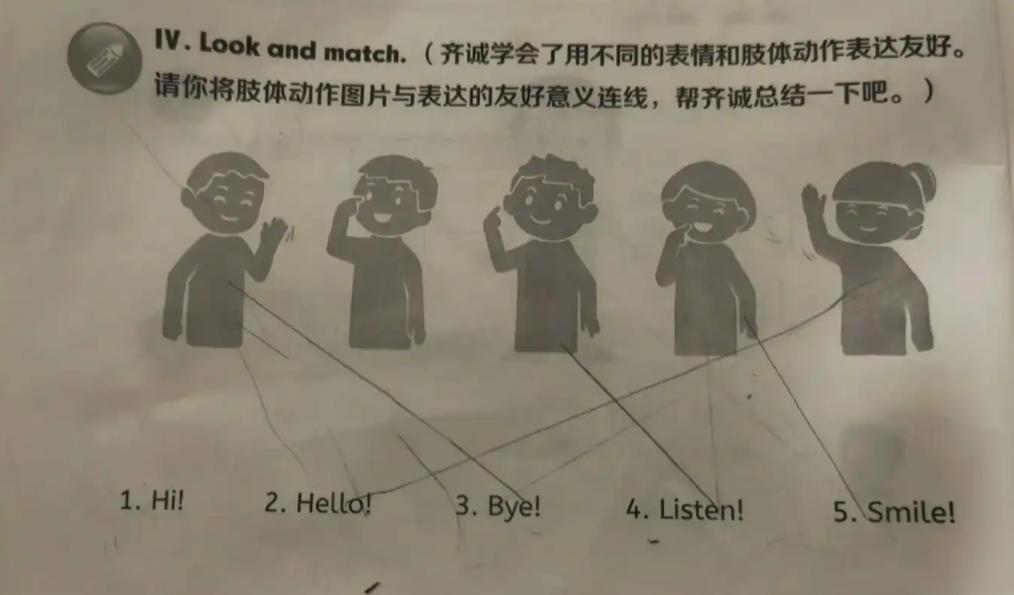 IV. Look and match.（齐诚学会了用不同的表情和肢体动作表达友好。
请你将肢体动作图片与表达的友好意义连线，帮齐诚总结一下吧。）
1. Hi! 2. Hello! 3. Bye! 4. Listen! 5. Smile!